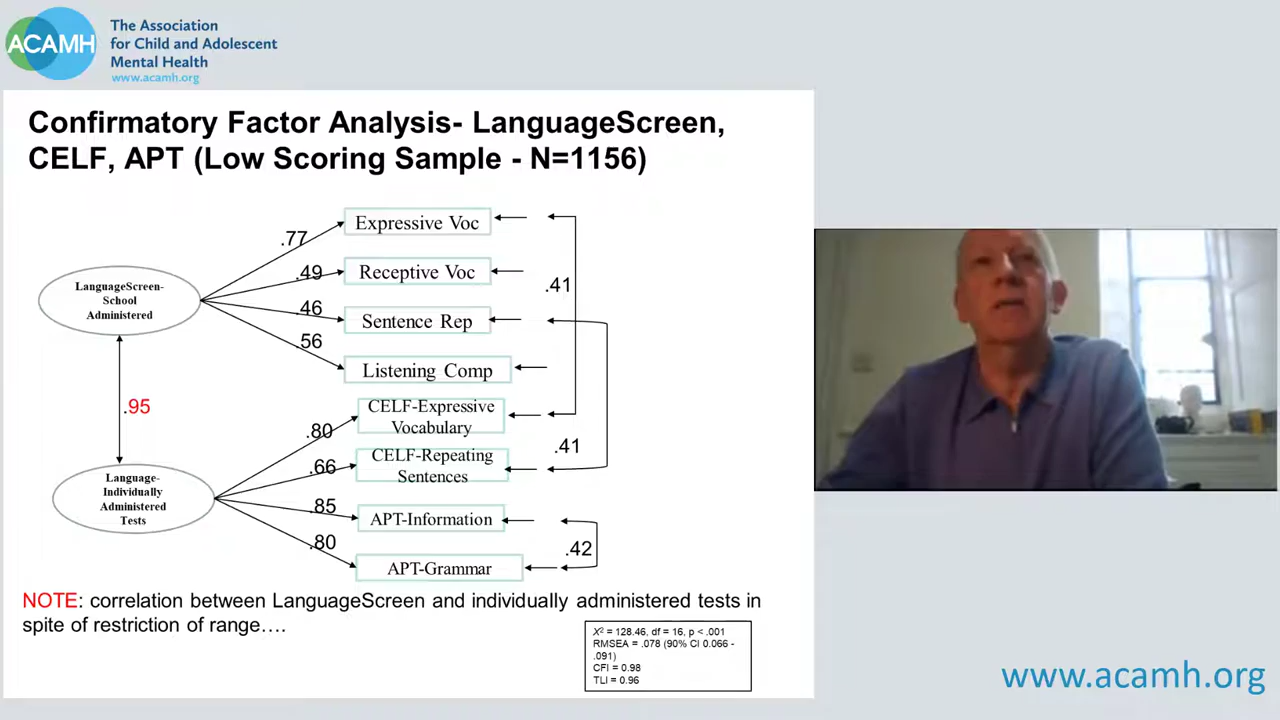 ACAMH
The Association
for Child and Adolescent
Mental Health
www.acamh.org
Confirmatory Factor Analysis- LanguageScreen,
CELF, APT (Low Scoring Sample - N=1156)
LanguageScreen-
School
Administered
.77
.49
.46
.56
Expressive Voc
Receptive Voc
Sentence Rep
Listening Comp
.41
.95
Language-
Individually
Administered
Tests
.80
.66
.85
.80
CELF-Expressive
Vocabulary
CELF-Repeating
Sentences
APT-Information
APT-Grammar
.41
.42
NOTE: correlation between LanguageScreen and individually administered tests in
spite of restriction of range….
X² = 128.46, df = 16, p < .001
RMSEA = .078 (90% CI 0.066 -
.091)
CFI = 0.98
TLI = 0.96
www.acamh.org